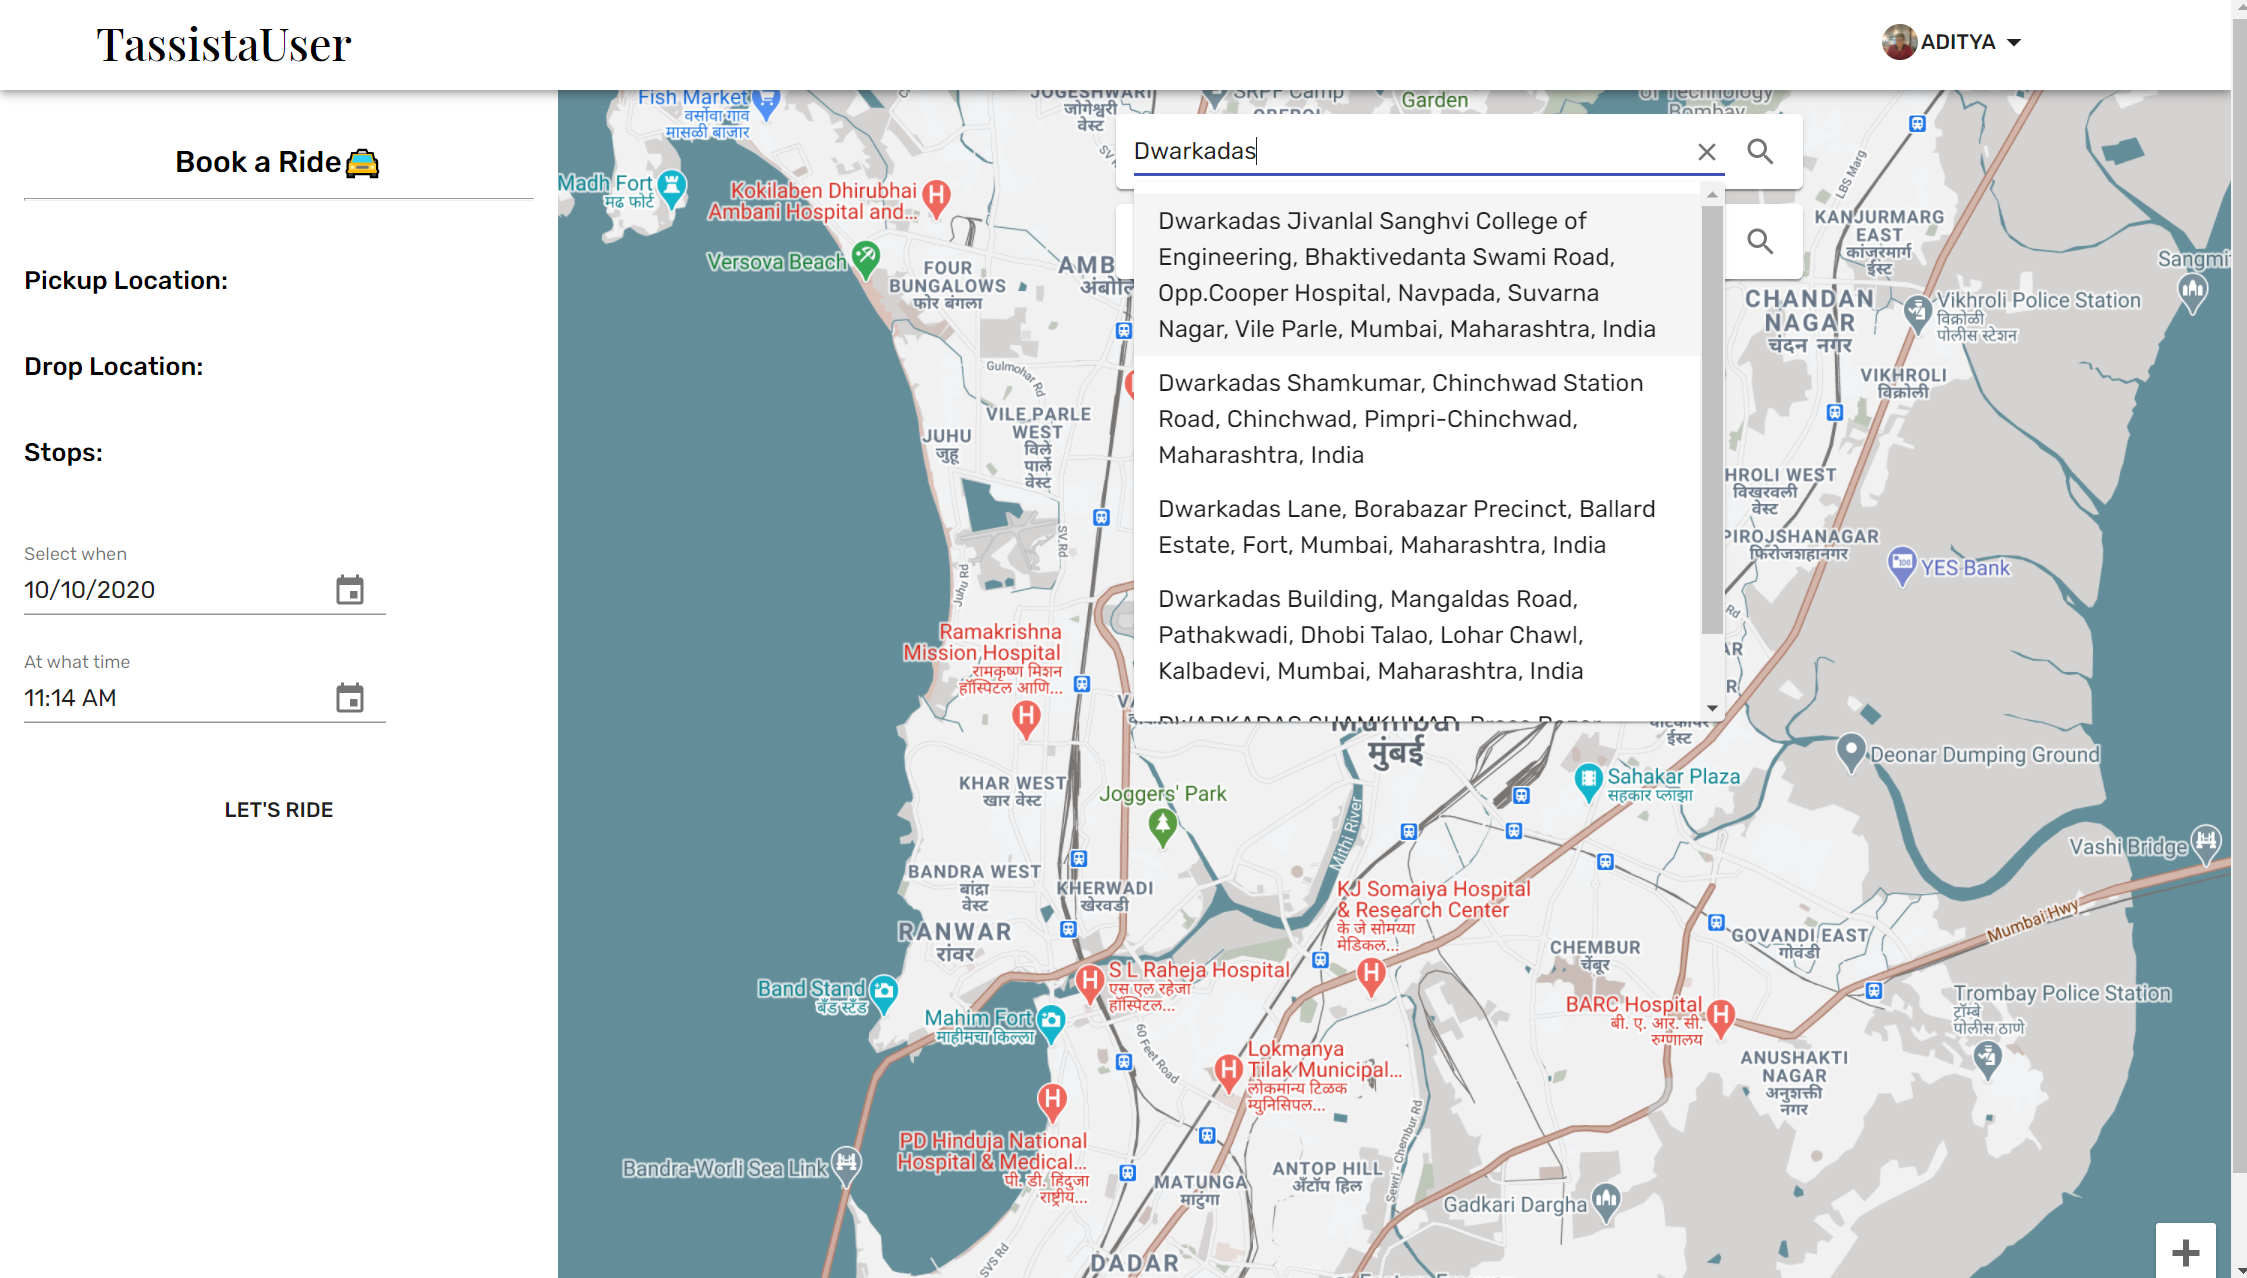 TassistaUser
ADITYA
Book a Ride
Pickup Location:
Drop Location:
Stops:
Select when
10/10/2020
At what time
11:14 AM
LET'S RIDE
Dwarkadas
Dwarkadas Jivanlal Sanghvi College of
Engineering, Bhaktivedanta Swami Road,
Opp.Cooper Hospital, Navpada, Suvarna
Nagar, Vile Parle, Mumbai, Maharashtra, India
Dwarkadas Shamkumar, Chinchwad Station
Road, Chinchwad, Pimpri-Chinchwad,
Maharashtra, India
Dwarkadas Lane, Borabazar Precinct, Ballard
Estate, Fort, Mumbai, Maharashtra, India
Dwarkadas Building, Mangaldas Road,
Pathakwadi, Dhobi Talao, Lohar Chawl,
Kalbadevi, Mumbai, Maharashtra, India
Fish Market
वर्सोवा गाव
मासळी बाजार
Madh Fort
मढ फोर्ट
Kokilaben Dhirubhai
Ambani Hospital and...
Versova Beach
JOGESHWARI
जोगेश्वरी
वेस्ट
SRPF Camp
Garden
of Technology
Bombay
LBS Marg
KANJURMARG
EAST
कांजुरमार्ग
ईस्ट
FOUR
BUNGALOWS
फोर बंगला
AMB
CHANDAN
NAGAR
चंदन नगर
Vikhroli Police Station
विक्रोळी
पोलीस स्टेशन
VIKHROLI
विक्रोली
Gulmohar Rd
VILE PARLE
WEST
विले
पार्ले
वेस्ट
JUHU
जुहू
SV Rd
Juhu Rd
HROLI WEST
विखरवली
वेस्ट
PIROJSHANAGAR
फिरोजशहानगर
YES Bank
Rd
Ramakrishna
Mission Hospital
रामकृष्ण मिशन
हॉस्पिटल आणि...
Mumbai
मुंबई
ईस्ट
Deonar Dumping Ground
Sahakar Plaza
सहकार प्लाझा
KHAR WEST
खार वेस्ट
Joggers' Park
Mithi River
Vashi Bridge
BANDRA WEST
बांद्रा
वेस्ट
KHERWADI
खेरवडी
KJ Somaiya Hospital
& Research Center
के जे सोमय्या
मेडिकल...
RANWAR
रांवर
Mumbai Hwy
GOVANDI EAST
गोवंडी
CHEMBUR
चेंबूर
S L Raheja Hospital
एस एल रहेजा
हॉस्पिटल...
Band Stand
बँड स्टँड
Mahim Fort
माहीमचा किल्ला
BARC Hospital
बी. ए. आर. सी.
रुग्णालय
Trombay Police Station
ट्रॉम्बे
पोलीस ठाणे
60 Feet Road
Lokmanya
Tilak Municipal...
लोकमान्य टिळक
म्युनिसिपल...
ANUSHAKTI
NAGAR
अनुशक्ती
नगर
PD Hinduja National
Hospital & Medical...
पी. डी. हिंदुजा
राष्ट्रीय...
Bandra-Worli Sea Link
MATUNGA
माटुंगा
ANTOP HILL
अँटॉप हिल
Sewri - Chembur Rd
Gadkari Dargha
SVS Rd
DADAR